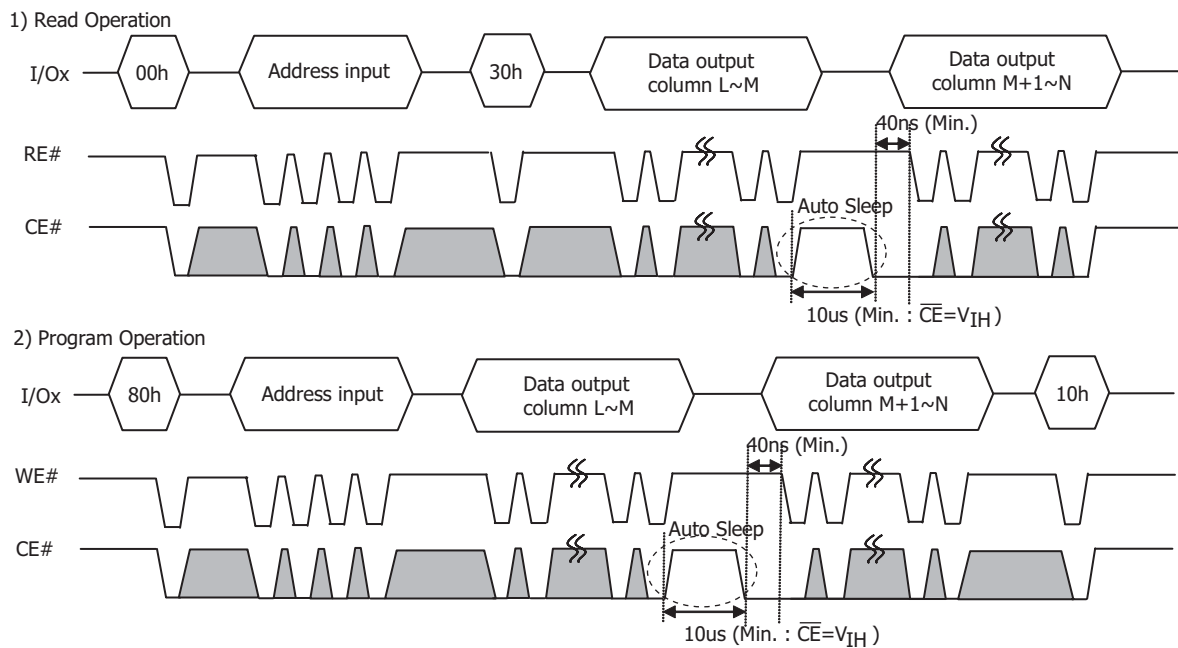 1) Read Operation
I/Ox
00h
Address input
30h
Data output
column L~M
Data output
column M+1~N
40ns (Min.)
RE#
Auto Sleep
CE#
10us (Min. : CE=VIH )
2) Program Operation
I/Ox
80h
Address input
Data output
column L~M
Data output
column M+1~N
10h
40ns (Min.)
WE#
Auto Sleep
CE#
10us (Min. : CE=VIH )